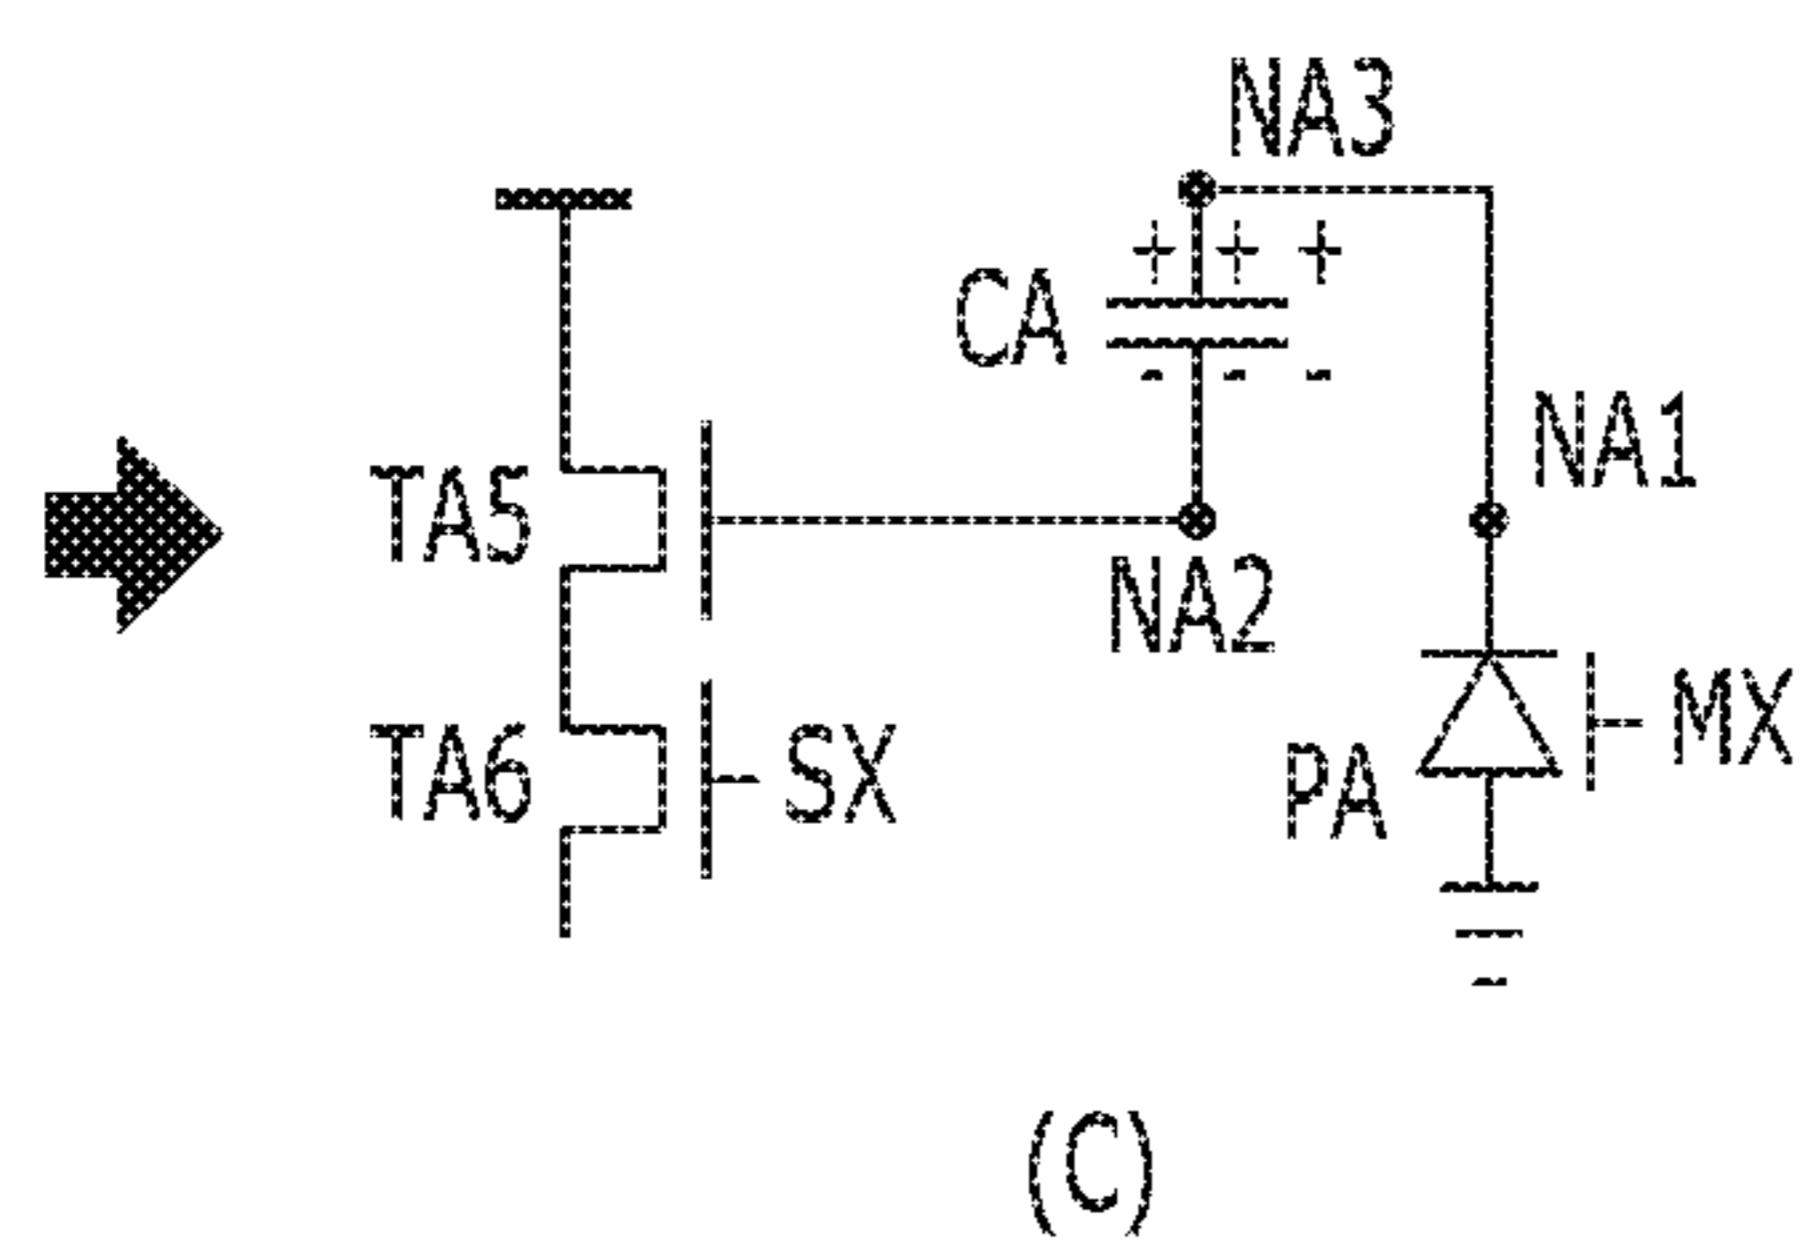 NA3
+ + +
CA
- - -
NA1
TA5
NA2
MX
TA6
SX
PA
(C)